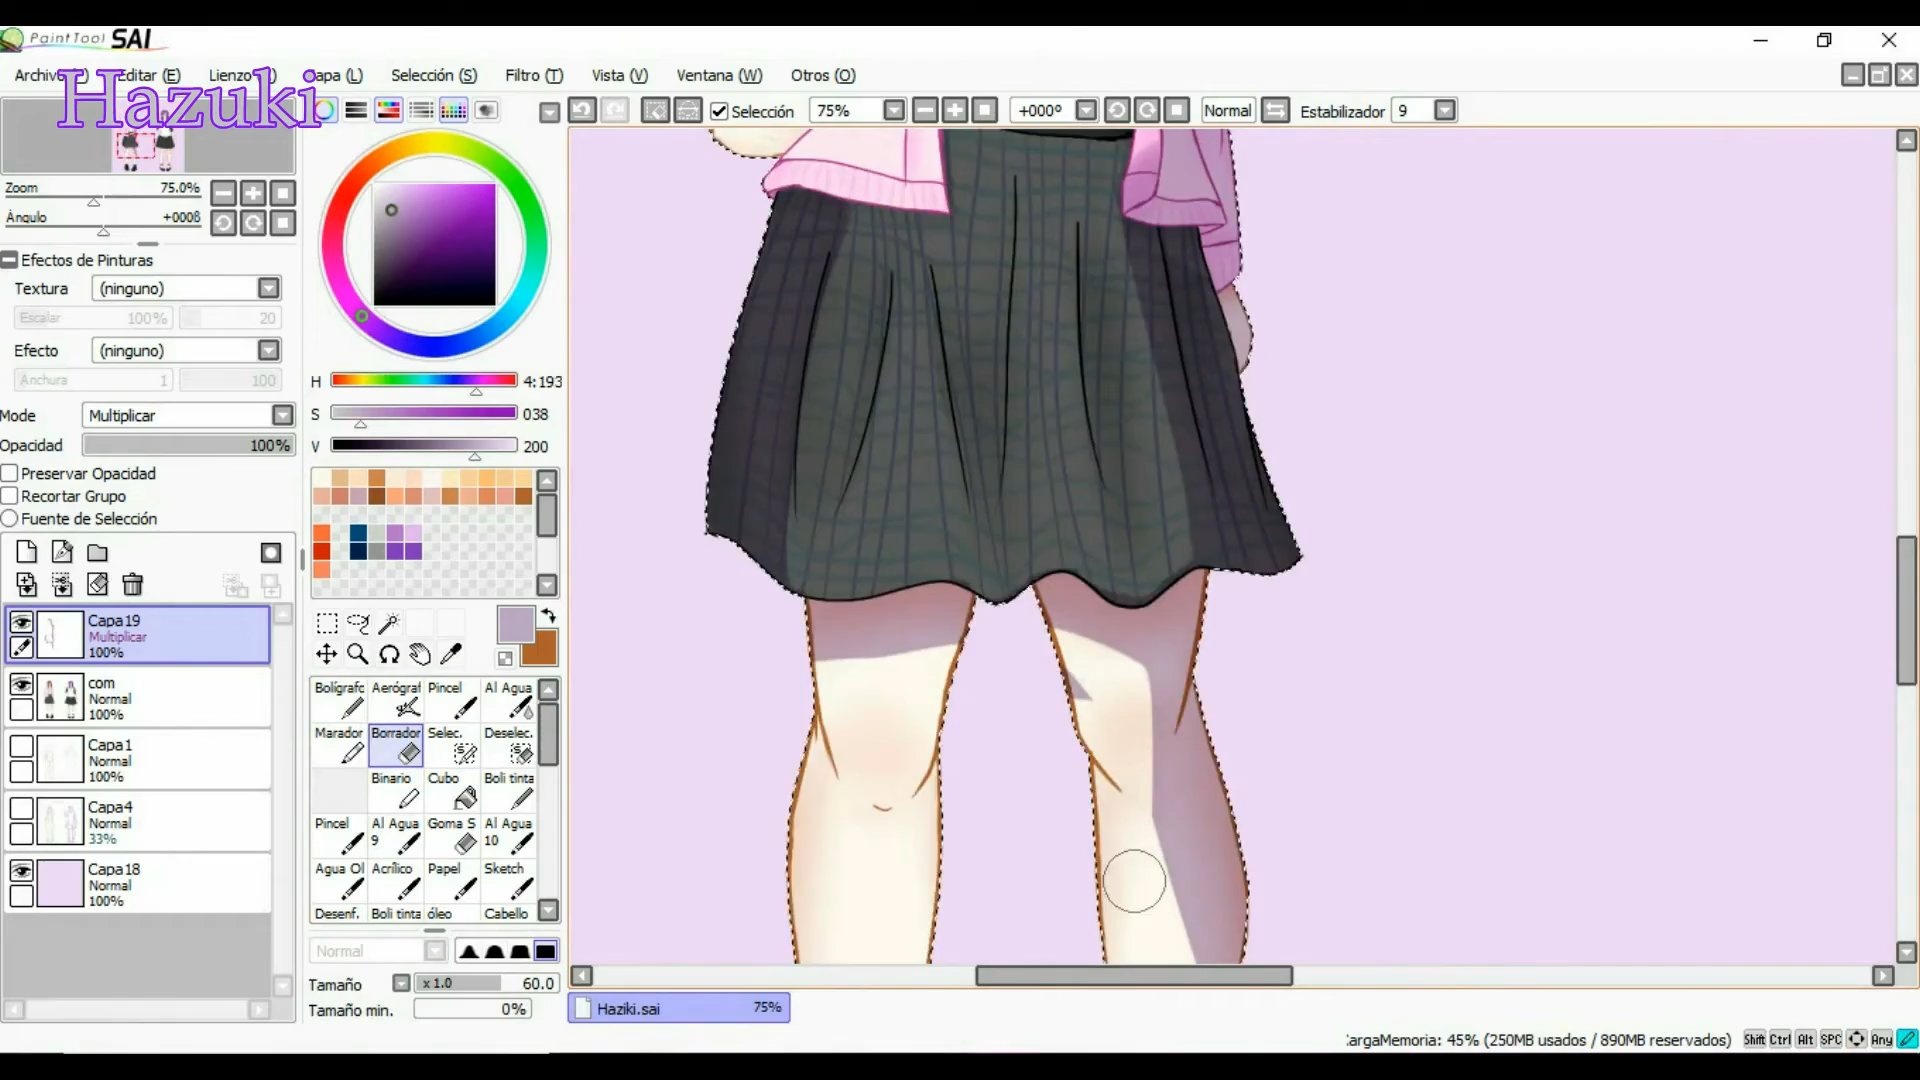 PaintTool SAI
Archivo Editar (E) Lienzo Capa (L) Selección (S) Filtro (T) Vista (V) Ventana (W) Otros (O)
Hazuki
Selección 75% +000º Normal Estabilizador 9
Zoom 75.0%
Ángulo +000ß
Efectos de Pinturas
Textura (ninguno)
Escalar 100% 20
Efecto (ninguno)
Anchura 1 100
Mode Multiplicar
Opacidad 100%
Preservar Opacidad
Recortar Grupo
Fuente de Selección
Capa19
Multiplicar
100%
com
Normal
100%
Capa1
Normal
100%
Capa4
Normal
33%
Capa18
Normal
100%
H 4:193
S 038
V 200
Bolígrafo Aerógraf Pincel Al Agua
Marador Borrador Selec. Deselec.
Binario Cubo Boli tinta
Pincel Al Agua 9 Goma S Al Agua 10
Agua Ol Acrílico Papel Sketch
Desenf. Boli tinta óleo Cabello
Normal
Tamaño x 1.0 60.0
Tamaño min. 0%
Haziki.sai 75%
CargaMemoria: 45% (250MB usados / 890MB reservados) Shift Ctrl Alt SPC Any